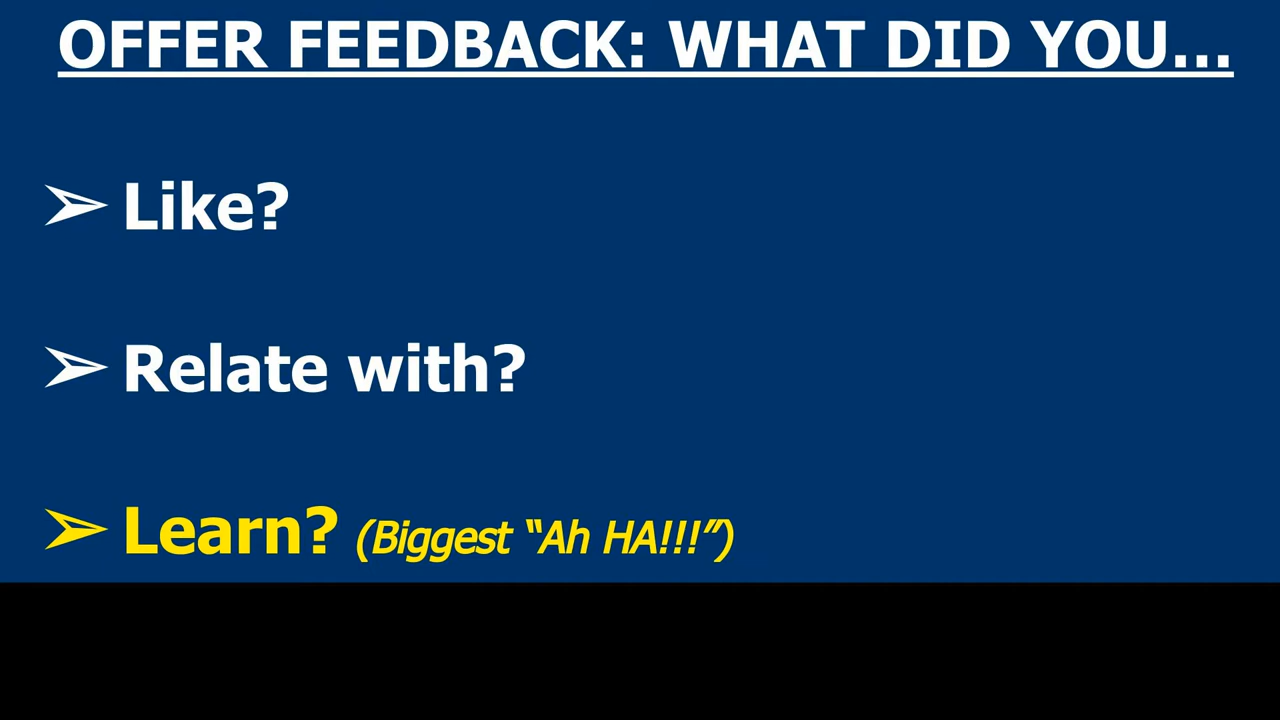 OFFER FEEDBACK: WHAT DID YOU...
➢ Like?
➢ Relate with?
➢ Learn? (Biggest “Ah HA!!!”)